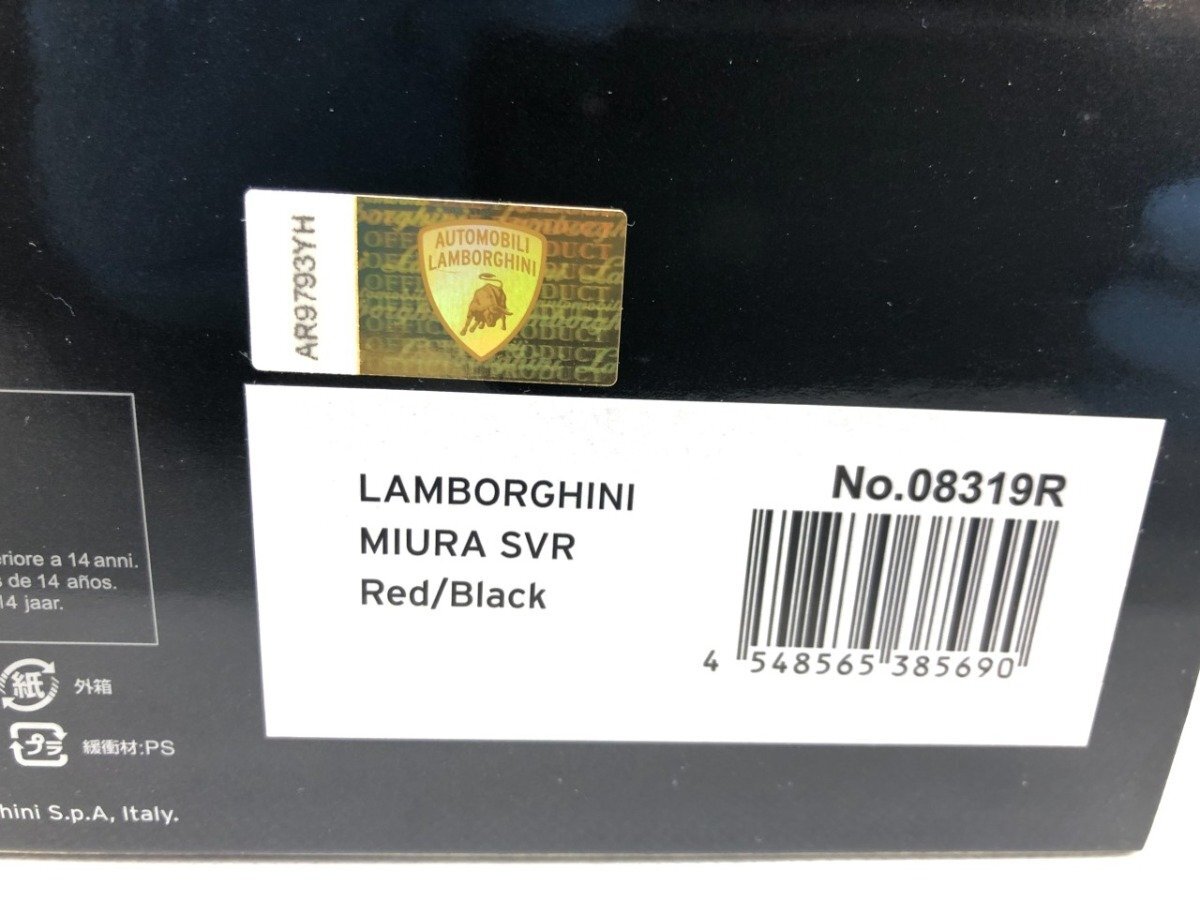 AR9793YH
AUTOMOBILI
LAMBORGHINI
LAMBORGHINI
MIURA SVR
Red/Black
No.08319R
4 548565 385690
eriore a 14 anni.
s de 14 años.
14 jaar.
紙 外箱
プラ 緩衝材:PS
hini S.p.A, Italy.